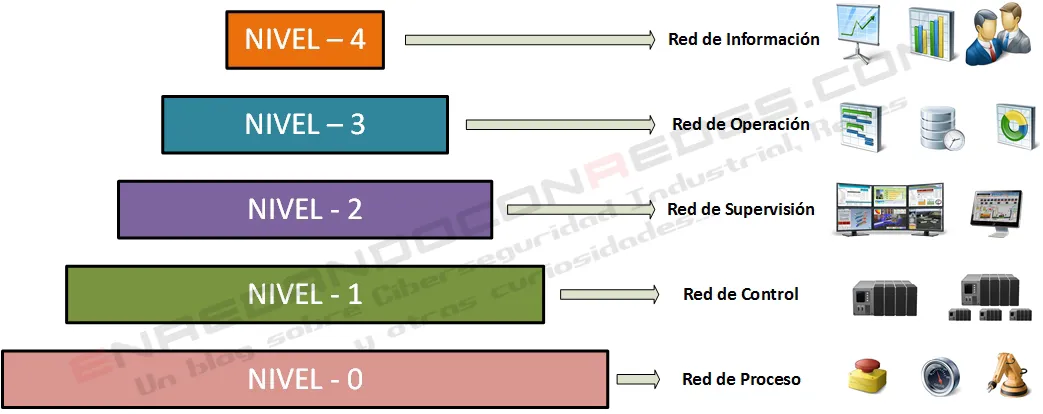 NIVEL – 4
Red de Información
NIVEL – 3
Red de Operación
NIVEL - 2
Red de Supervisión
NIVEL - 1
Red de Control
NIVEL - 0
Red de Proceso
ENREDANDOCONREDES.COM
Un blog sobre Ciberseguridad Industrial, Redes
y otras curiosidades...